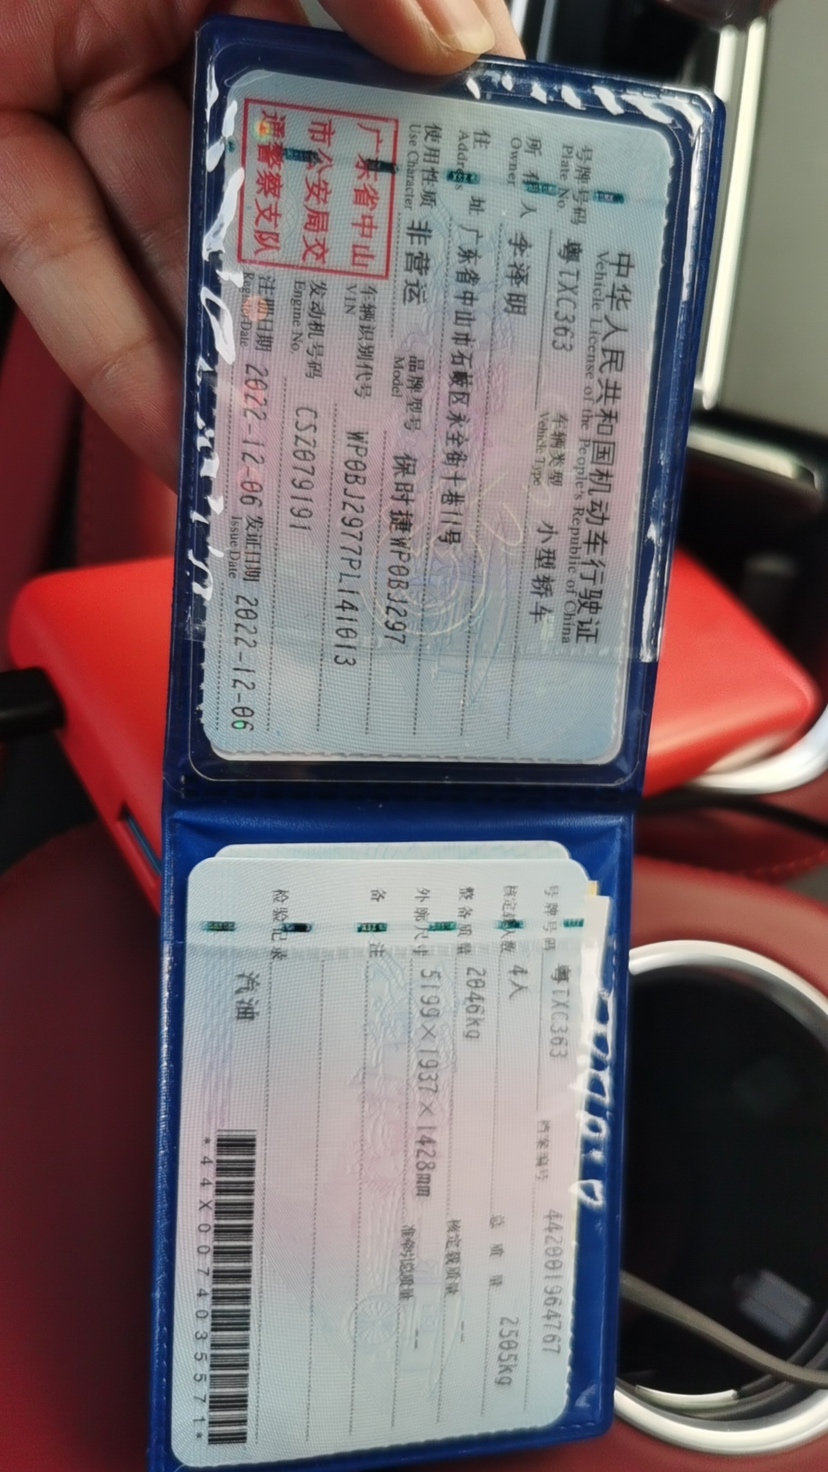 中华人民共和国机动车行驶证
Vehicle License of the People's Republic of China
号牌号码 粤TXC363 车辆类型 小型轿车
Plate No. Vehicle Type
所有人 李泽明
Owner
住址 广东省中山市石岐区永全街十巷11号
Address
使用性质 非营运 品牌型号 保时捷WP0BJ297
Use Character Model
广东省中山
市公安局交
通警察支队
车辆识别代号 WP0BJ2977PL141013
VIN
发动机号码 CSZ079191
Engine No.
注册日期 2022-12-06 发证日期 2022-12-06
Register Date Issue Date
号牌号码 粤TXC363 档案编号 442001964767
核定载人数 4人 总质量 2505kg
整备质量 2046kg 核定载质量 --
外廓尺寸 5199×1937×1428mm 准牵引总质量 --
备注
检验记录
汽油
*44X0074035571*